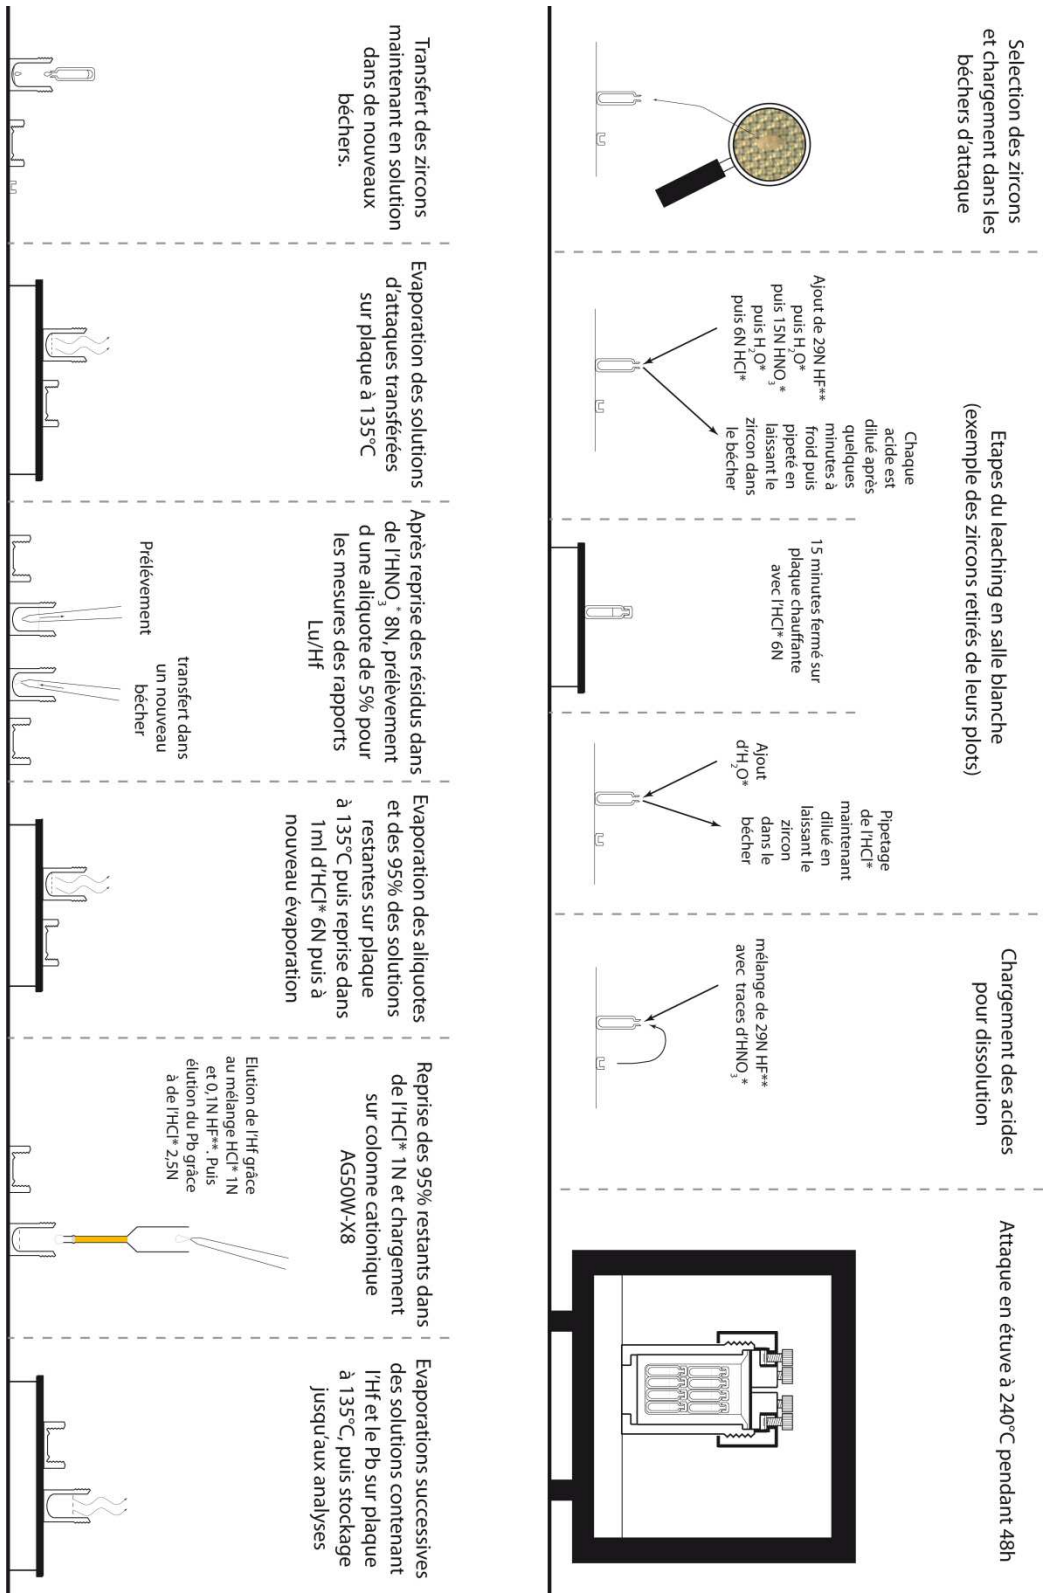 Selection des zircons
et chargement dans les
béchers d'attaque
Etapes du leaching en salle blanche
(exemple des zircons retirés de leurs plots)
Ajout de 29N HF**
puis H₂O*
puis 15N HNO₃*
puis H₂O*
puis 6N HCl*
Chaque
acide est
dilué après
quelques
minutes à
froid puis
pipeté en
laissant le
zircon dans
le bécher
15 minutes fermé sur
plaque chauffante
avec l'HCl* 6N
Ajout
d'H₂O*
Pipetage
de l'HCl*
maintenant
dilué en
laissant le
zircon
dans le
bécher
Chargement des acides
pour dissolution
mélange de 29N HF**
avec traces d'HNO₃*
Attaque en étuve à 240°C pendant 48h
Transfert des zircons
maintenant en solution
dans de nouveaux
béchers.
Evaporation des solutions
d'attaques transférées
sur plaque à 135°C
Après reprise des résidus dans
de l'HNO₃* 8N, prélèvement
d une aliquote de 5% pour
les mesures des rapports
Lu/Hf
Prélévement
transfert dans
un nouveau
bécher
Evaporation des aliquotes
et des 95% des solutions
restantes sur plaque
à 135°C puis reprise dans
1ml d'HCl* 6N puis à
nouveau évaporation
Reprise des 95% restants dans
de l'HCl* 1N et chargement
sur colonne cationique
AG50W-X8
Elution de l'Hf grâce
au mélange HCl* 1N
et 0,1N HF**. Puis
élution du Pb grâce
à de l'HCl* 2,5N
Evaporations successives
des solutions contenant
l'Hf et le Pb sur plaque
à 135°C, puis stockage
jusqu'aux analyses